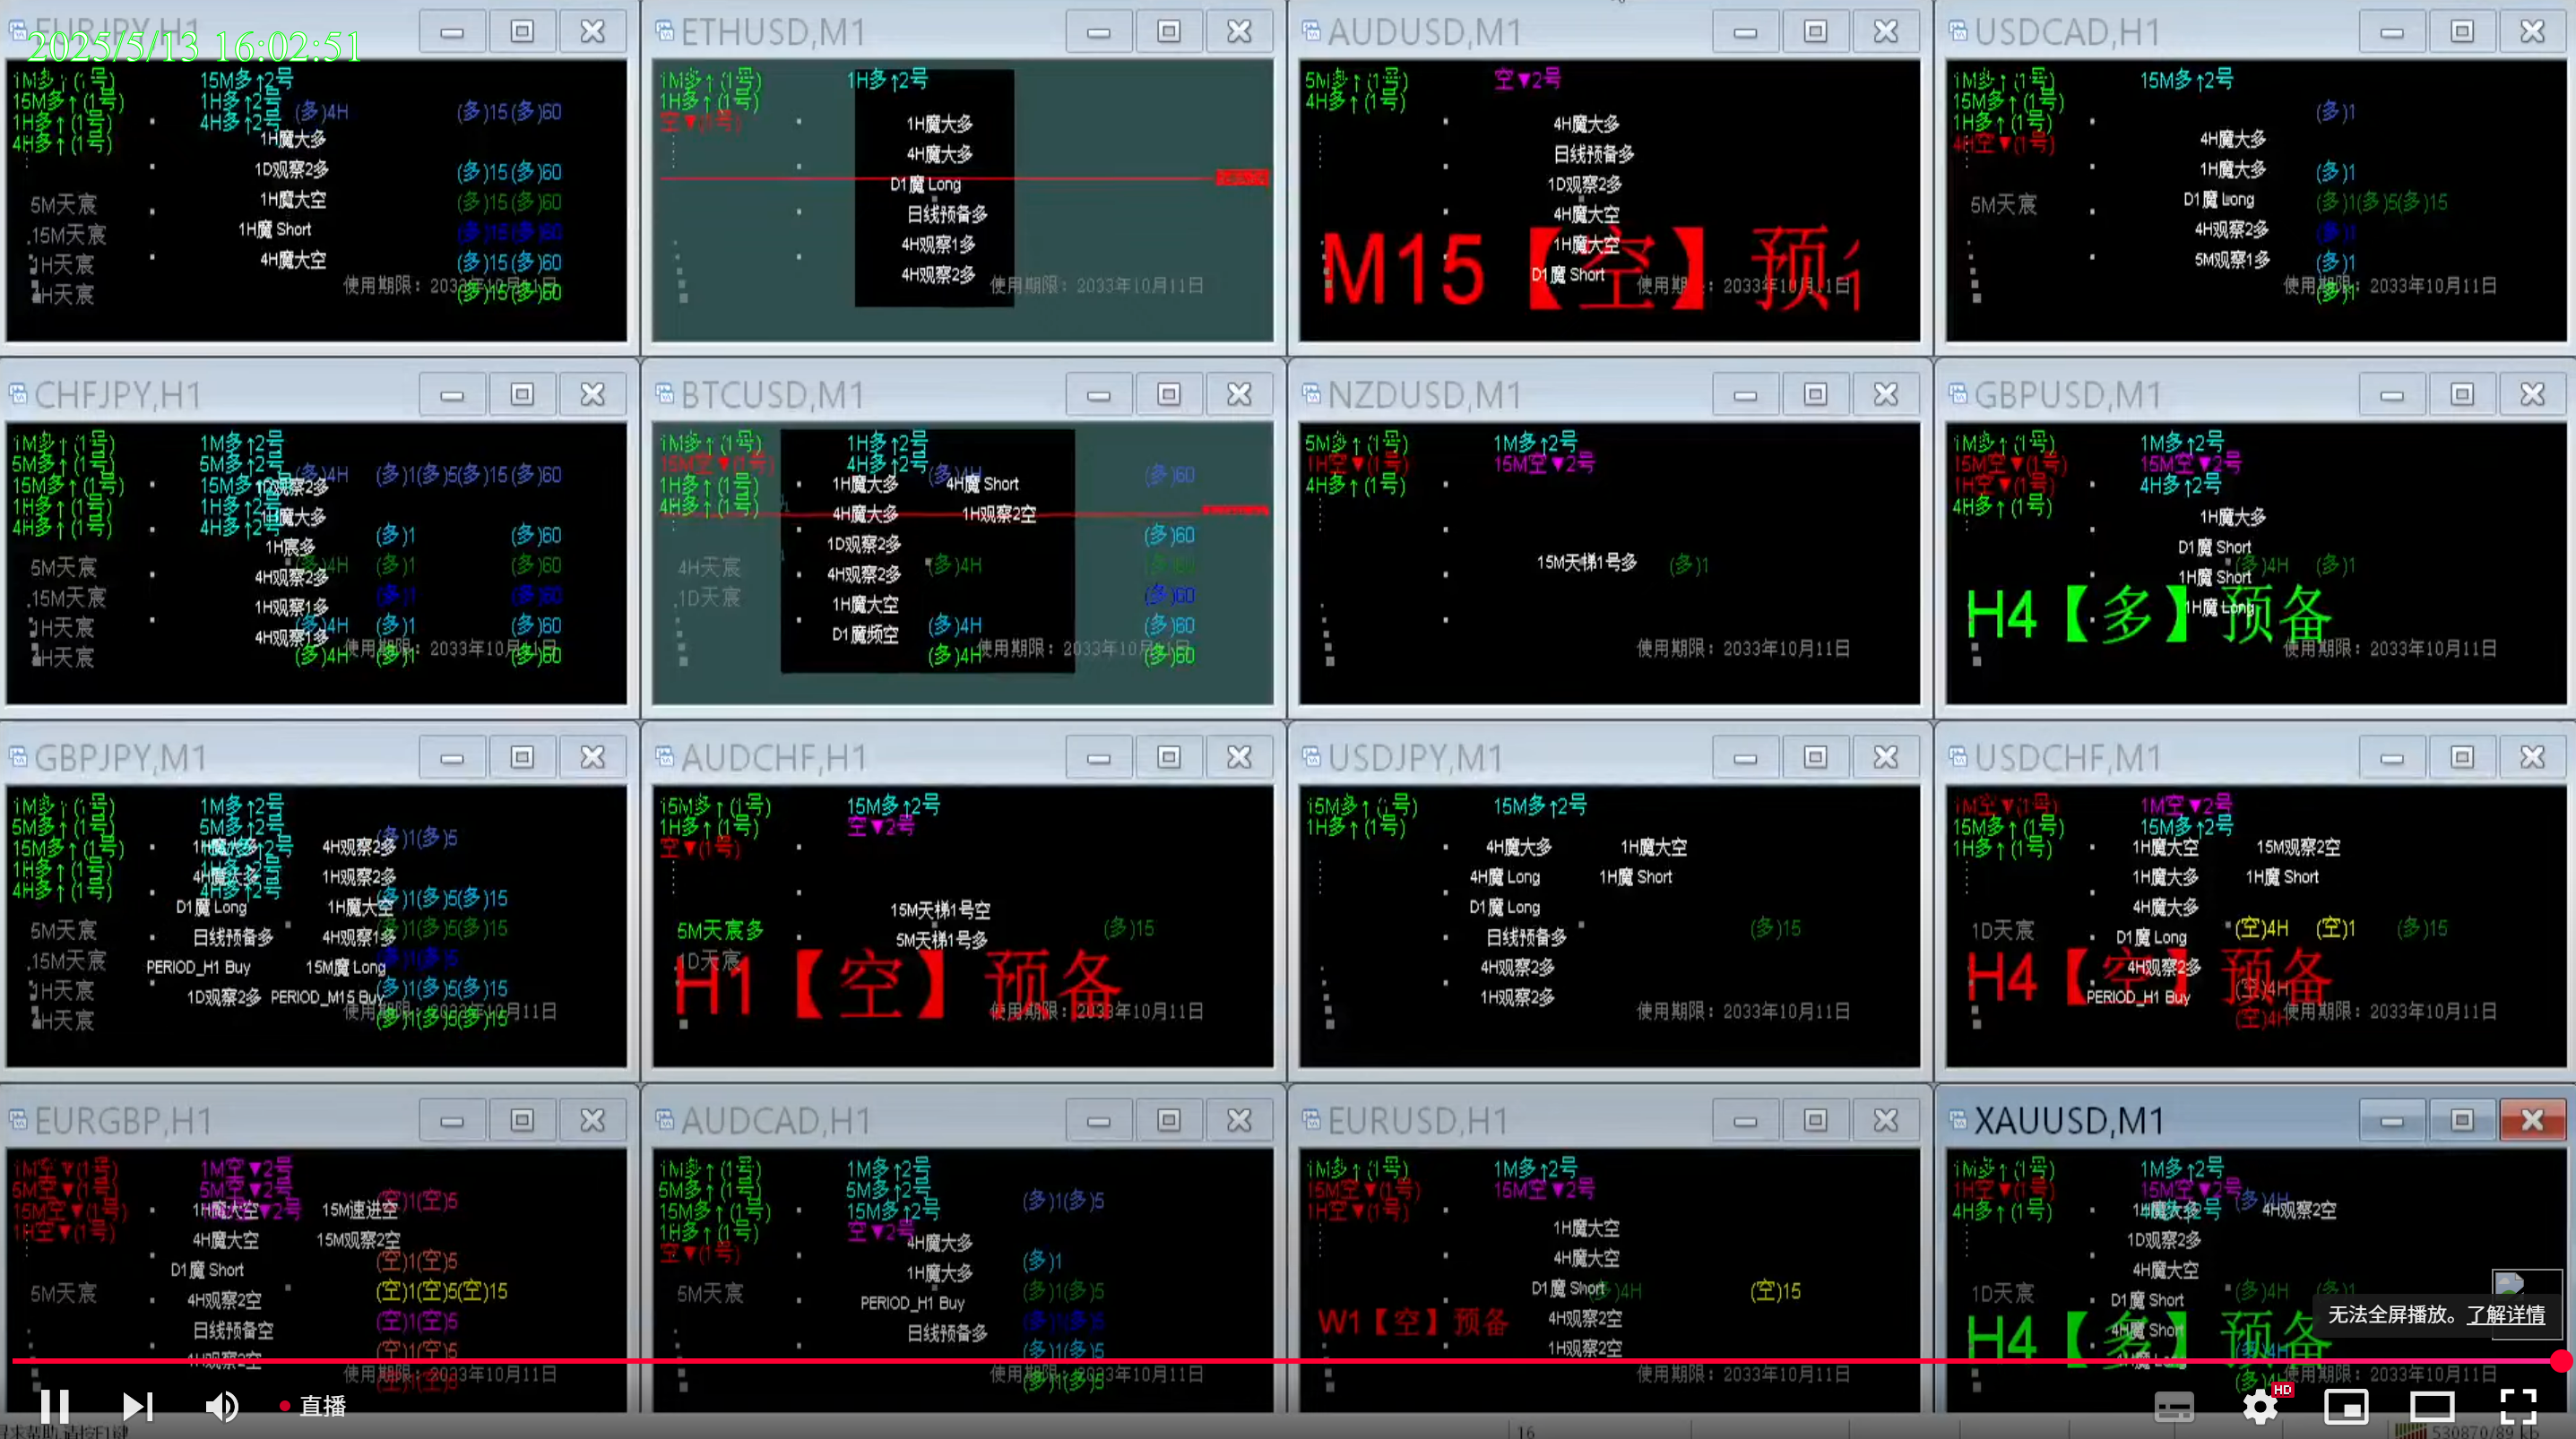 EURJPY,H1
2025/5/13 16:02:51
1M多↑(1号)
15M多↑(1号)
1H多↑(1号)
4H多↑(1号)
15M多↑2号
1H多↑2号
4H多↑2号
(多)4H
(多)15(多)60
1H魔大多
1D观察2多
(多)15(多)60
1H魔大空
(多)15(多)60
1H魔 Short
(多)15(多)60
4H魔大空
(多)15(多)60
(多)15(多)60
5M天宸
15M天宸
1H天宸
4H天宸
使用期限：2033年10月11日
ETHUSD,M1
1M多↑(1号)
1H多↑(1号)
空▼(1号)
1H多↑2号
1H魔大多
4H魔大多
D1魔 Long
日线预备多
4H观察1多
4H观察2多
使用期限：2033年10月11日
AUDUSD,M1
5M多↑(1号)
4H多↑(1号)
空▼2号
4H魔大多
日线预备多
1D观察2多
4H魔大空
1H魔大空
D1魔 Short
M15【空】预
使用期限：2033年10月11日
USDCAD,H1
1M多↑(1号)
15M多↑(1号)
1H多↑(1号)
4H空▼(1号)
15M多↑2号
(多)1
4H魔大多
1H魔大多
(多)1
D1魔 Long
(多)1(多)5(多)15
4H观察2多
(多)1
5M观察1多
(多)1
(多)1
5M天宸
使用期限：2033年10月11日
CHFJPY,H1
1M多↑(1号)
5M多↑(1号)
15M多↑(1号)
1H多↑(1号)
4H多↑(1号)
1M多↑2号
5M多↑2号
15M多↑2号
1H多↑2号
4H多↑2号
(多)4H
(多)1(多)5(多)15(多)60
1D观察2多
1H魔大多
1H宸多
(多)1
(多)60
(多)4H
(多)1
(多)60
4H观察2多
(多)1
(多)60
1H观察1多
(多)4H
(多)1
(多)60
4H观察1多
(多)4H
(多)1
(多)60
5M天宸
15M天宸
1H天宸
4H天宸
使用期限：2033年10月11日
BTCUSD,M1
1M多↑(1号)
15M空▼(1号)
1H多↑(1号)
4H多↑(1号)
1H多↑2号
4H多↑2号
(多)4H
(多)60
1H魔大多
4H魔 Short
4H魔大多
1H观察2空
1D观察2多
(多)60
4H观察2多
(多)4H
(多)60
1H魔大空
(多)60
D1魔频空
(多)4H
(多)60
(多)4H
(多)60
4H天宸
1D天宸
使用期限：2033年10月11日
NZDUSD,M1
5M多↑(1号)
1H空▼(1号)
4H多↑(1号)
1M多↑2号
15M空▼2号
15M天梯1号多
(多)1
使用期限：2033年10月11日
GBPUSD,M1
1M多↑(1号)
15M空▼(1号)
1H空▼(1号)
4H多↑(1号)
1M多↑2号
15M空▼2号
4H多↑2号
1H魔大多
D1魔 Short
(多)4H
(多)1
1H魔 Short
1H魔 Long
H4【多】预备
使用期限：2033年10月11日
GBPJPY,M1
1M多↑(1号)
5M多↑(1号)
15M多↑(1号)
1H多↑(1号)
4H多↑(1号)
1M多↑2号
5M多↑2号
15M多↑2号
1H多↑2号
4H多↑2号
(多)1(多)5
1H魔大多
4H观察2多
4H魔大多
1H观察2多
(多)1(多)5(多)15
D1魔 Long
1H魔大空
(多)1(多)5(多)15
日线预备多
4H观察1多
(多)1(多)5
PERIOD_H1 Buy
15M魔 Long
(多)1(多)5(多)15
1D观察2多
PERIOD_M15 Buy
(多)1(多)5(多)15
5M天宸
15M天宸
1H天宸
4H天宸
使用期限：2033年10月11日
AUDCHF,H1
15M多↑(1号)
1H多↑(1号)
空▼(1号)
15M多↑2号
空▼2号
15M天梯1号空
5M天梯1号多
(多)15
5M天宸多
1D天宸
H1【空】预备
使用期限：2033年10月11日
USDJPY,M1
15M多↑(1号)
1H多↑(1号)
15M多↑2号
4H魔大多
1H魔大空
4H魔 Long
1H魔 Short
D1魔 Long
日线预备多
(多)15
4H观察2多
1H观察2多
使用期限：2033年10月11日
USDCHF,M1
1M空▼(1号)
15M多↑(1号)
1H多↑(1号)
1M空▼2号
15M多↑2号
1H魔大空
15M观察2空
1H魔大多
1H魔 Short
4H魔大多
D1魔 Long
(空)4H
(空)1
(多)15
4H观察2多
PERIOD_H1 Buy
(空)4H
(空)4H
1D天宸
H4【空】预备
使用期限：2033年10月11日
EURGBP,H1
1M空▼(1号)
5M空▼(1号)
15M空▼(1号)
1H空▼(1号)
1M空▼2号
5M空▼2号
15M空▼2号
(空)1(空)5
1H魔大空
15M速进空
4H魔大空
15M观察2空
D1魔 Short
(空)1(空)5
4H观察2空
(空)1(空)5(空)15
日线预备空
(空)1(空)5
1H观察2空
(空)1(空)5
5M天宸
使用期限：2033年10月11日
AUDCAD,H1
1M多↑(1号)
5M多↑(1号)
15M多↑(1号)
1H多↑(1号)
空▼(1号)
1M多↑2号
5M多↑2号
15M多↑2号
空▼2号
(多)1(多)5
4H魔大多
1H魔大多
(多)1
PERIOD_H1 Buy
(多)1(多)5
日线预备多
(多)1(多)5
(多)1(多)5
(多)1(多)5
5M天宸
使用期限：2033年10月11日
EURUSD,H1
1M多↑(1号)
15M空▼(1号)
1H空▼(1号)
1M多↑2号
15M空▼2号
1H魔大空
4H魔大空
D1魔 Short
(多)4H
(空)15
4H观察2空
1H观察2空
W1【空】预备
使用期限：2033年10月11日
XAUUSD,M1
1M多↑(1号)
1H空▼(1号)
4H多↑(1号)
1M多↑2号
15M空▼2号
4H多↑2号
(多)4H
1H魔大多
4H观察2空
1D观察2多
4H魔大空
D1魔 Short
(多)4H
(多)1
4H魔 Short
1D天宸
H4【多】预备
使用期限：2033年10月11日
无法全屏播放。了解详情
直播
HD
16
530870/89 kb